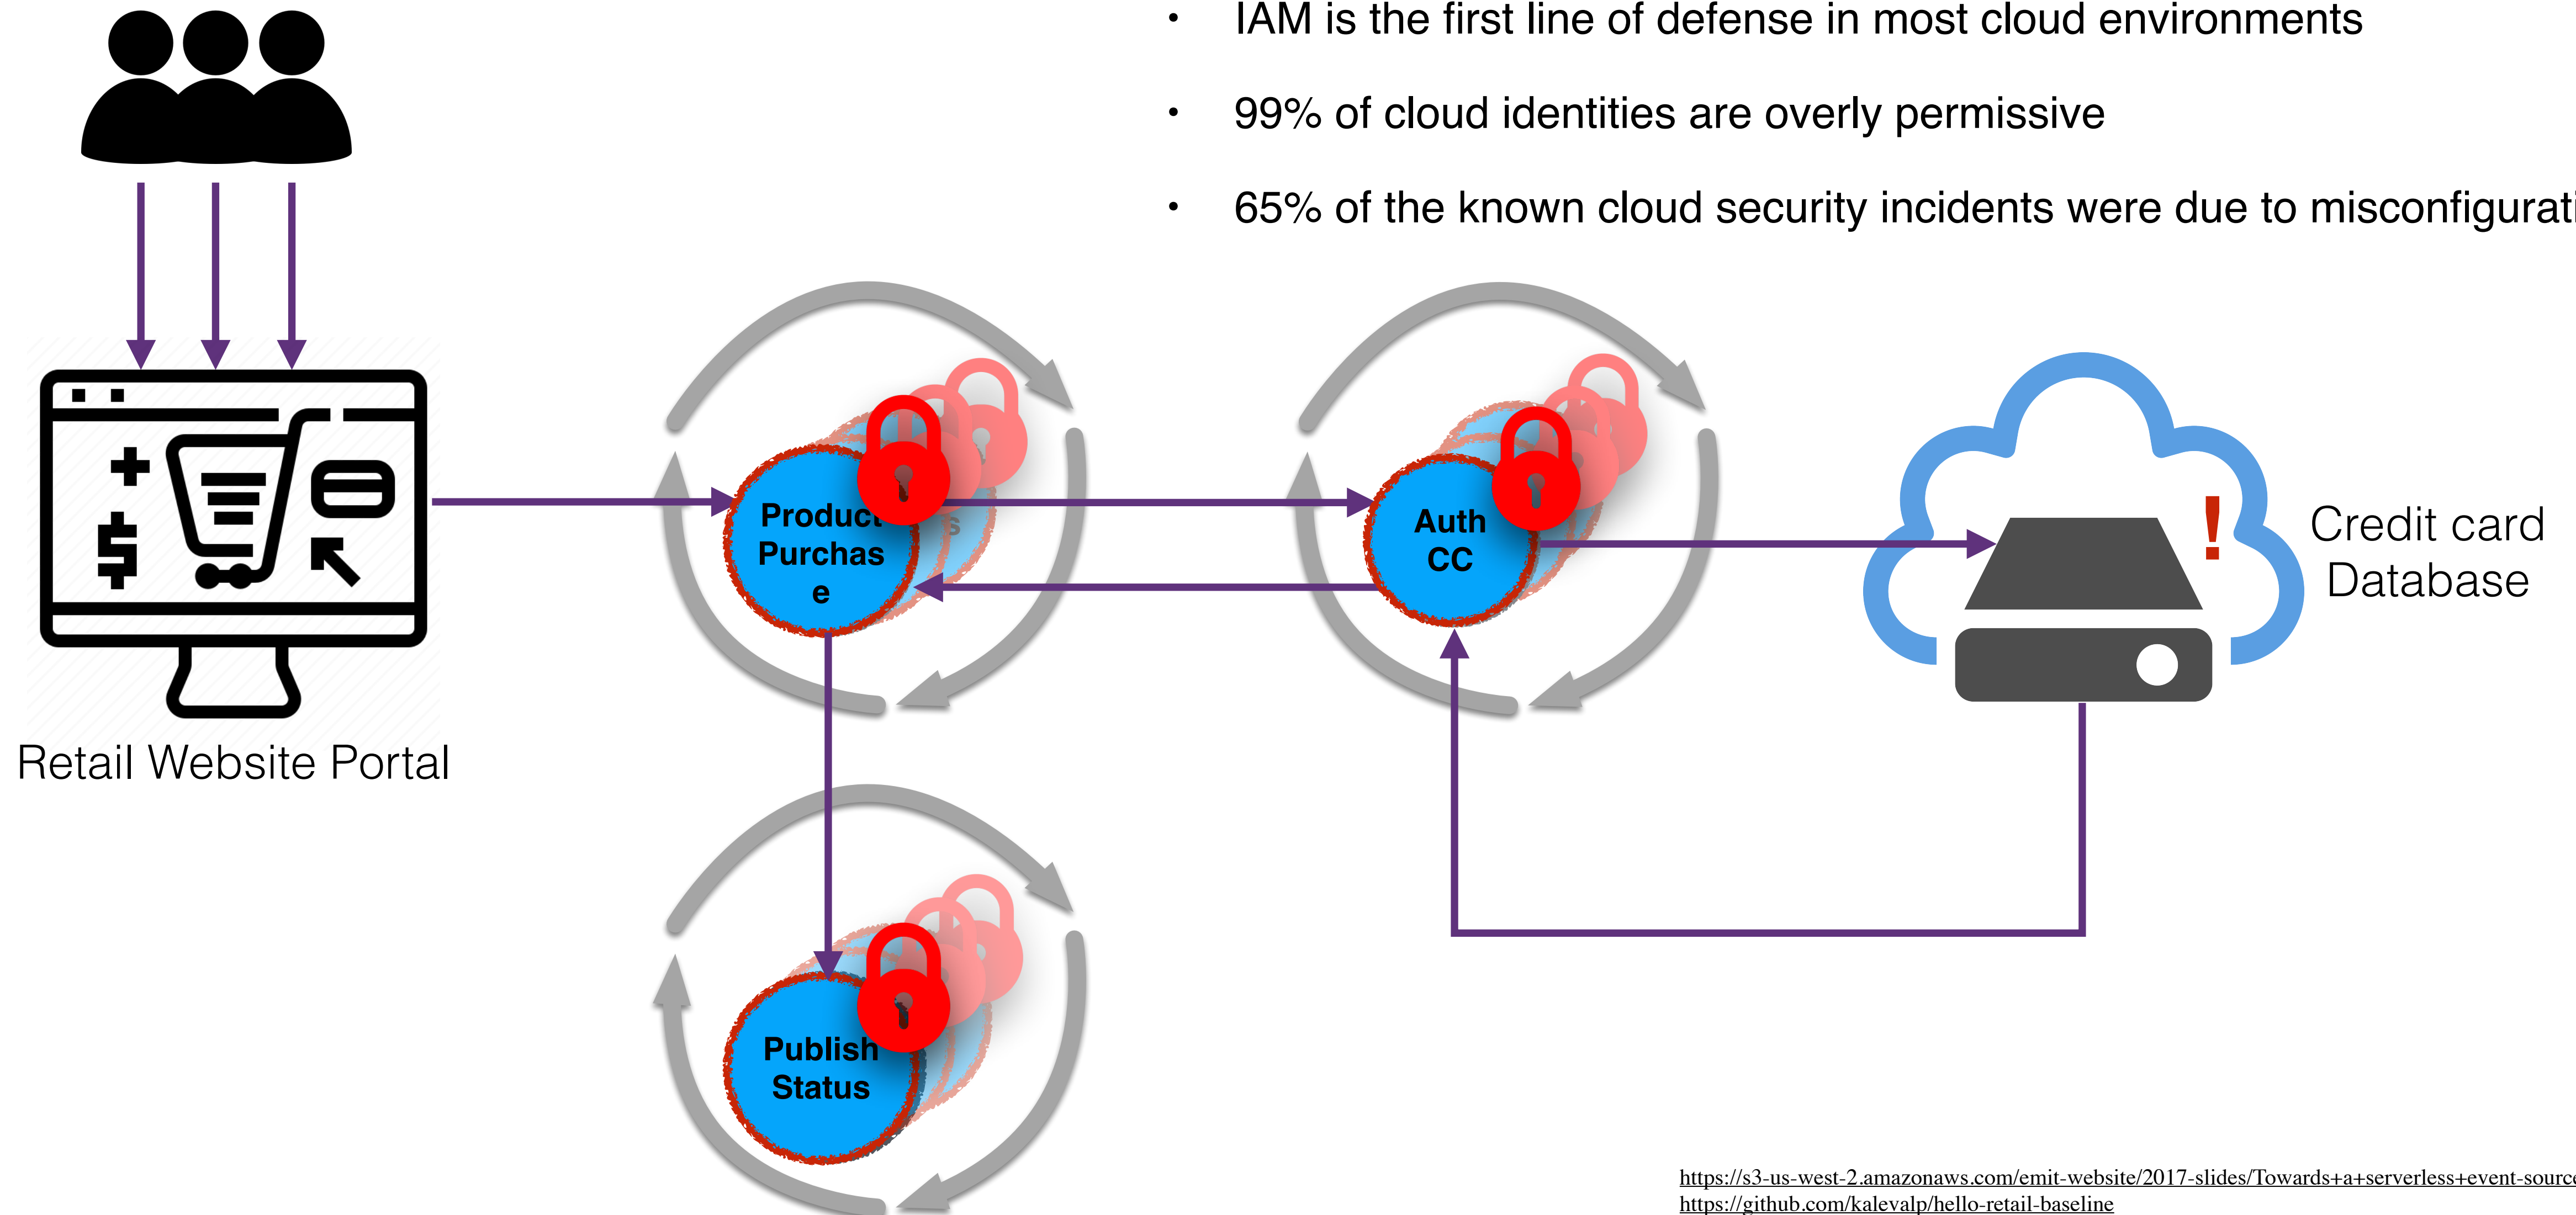 • IAM is the first line of defense in most cloud environments
• 99% of cloud identities are overly permissive
• 65% of the known cloud security incidents were due to misconfigurati
Product
Purchas
e
s
Auth
CC
Credit card
Database
Retail Website Portal
Publish
Status
https://s3-us-west-2.amazonaws.com/emit-website/2017-slides/Towards+a+serverless+event-source
https://github.com/kalevalp/hello-retail-baseline